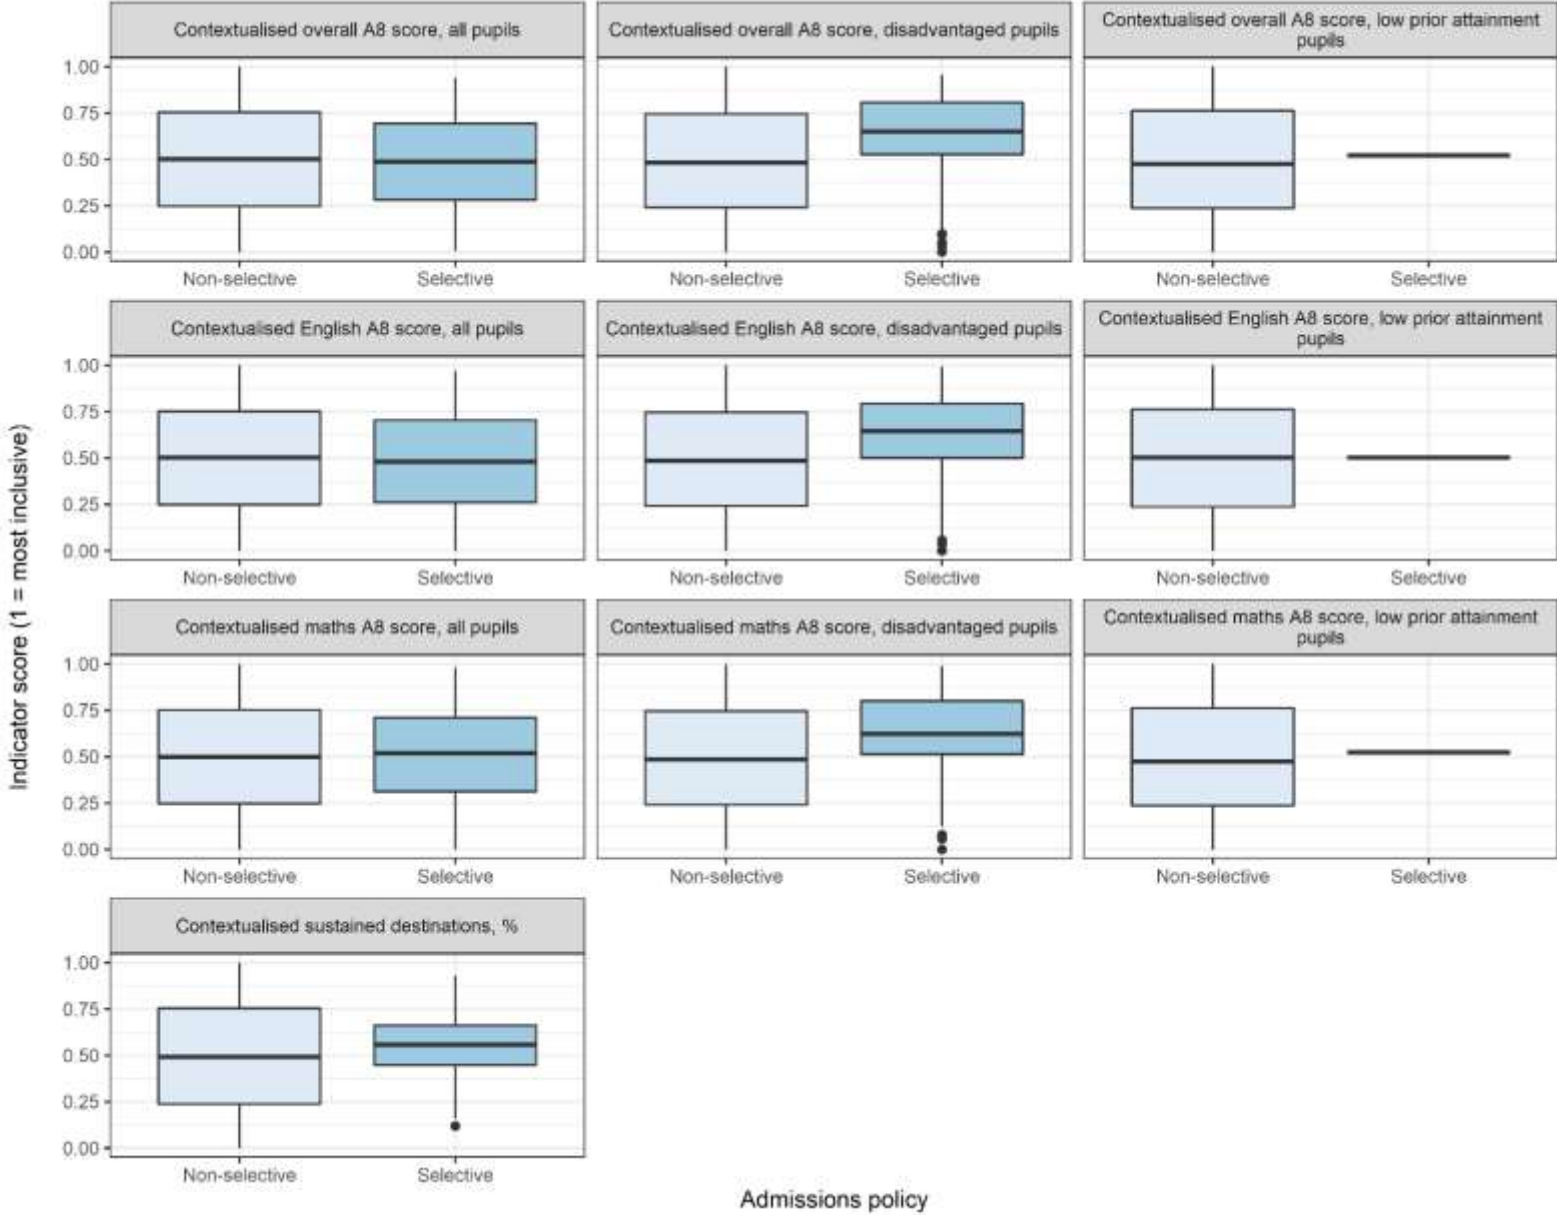 Contextualised overall A8 score, all pupils
Contextualised overall A8 score, disadvantaged pupils
Contextualised overall A8 score, low prior attainment
pupils
1.00
0.75
0.50
0.25
0.00
Non-selective
Selective
Non-selective
Selective
Non-selective
Selective
Contextualised English A8 score, all pupils
Contextualised English A8 score, disadvantaged pupils
Contextualised English A8 score, low prior attainment
pupils
1.00
0.75
0.50
0.25
0.00
Non-selective
Selective
Non-selective
Selective
Non-selective
Selective
Contextualised maths A8 score, all pupils
Contextualised maths A8 score, disadvantaged pupils
Contextualised maths A8 score, low prior attainment
pupils
1.00
0.75
0.50
0.25
0.00
Non-selective
Selective
Non-selective
Selective
Non-selective
Selective
Contextualised sustained destinations, %
1.00
0.75
0.50
0.25
0.00
Non-selective
Selective
Indicator score (1 = most inclusive)
Admissions policy